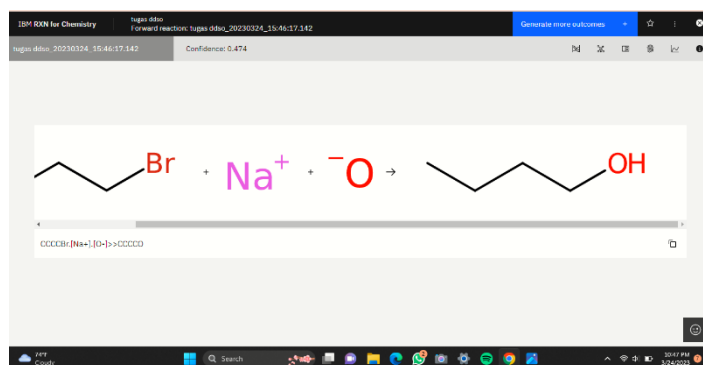 IBM RXN for Chemistry
tugas ddso
Forward reaction: tugas ddso_20230324_15:46:17.142
Generate more outcomes +
tugas ddso_20230324_15:46:17.142
Confidence: 0.474
Br + Na+ + −O → OH
CCCCBr.[Na+].[O-]>>CCCCO
74°F
Cloudy
Search
10:47 PM
3/24/2023